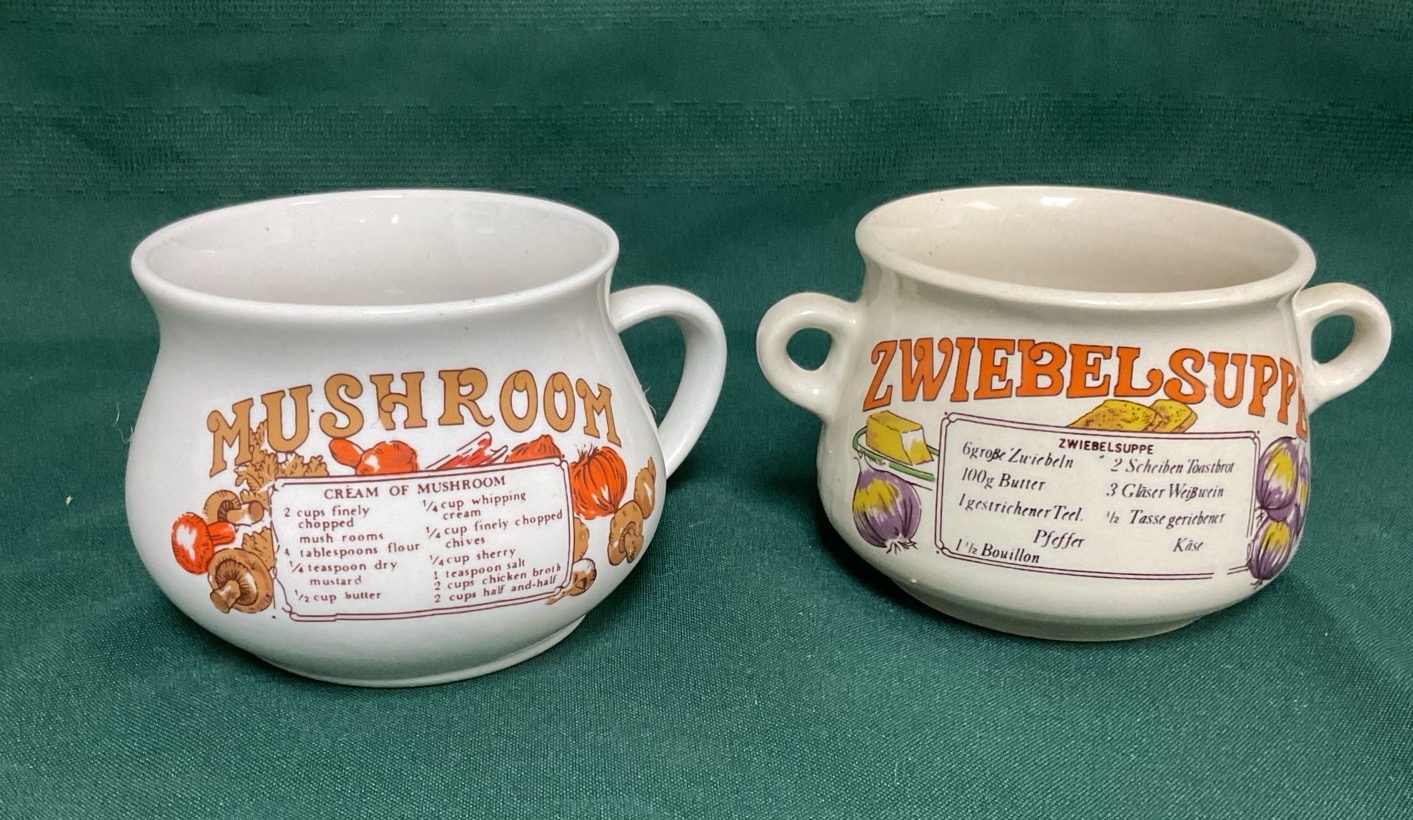 MUSHROOM
CREAM OF MUSHROOM
2 cups finely
chopped
mush rooms
4 tablespoons flour
1/4 teaspoon dry
mustard
1/2 cup butter
1/4 cup whipping
cream
1/4 cup finely chopped
chives
1/4 cup sherry
1 teaspoon salt
2 cups chicken broth
2 cups half and-half
ZWIEBELSUPPE
ZWIEBELSUPPE
6 große Zwiebeln
100g Butter
1 gestrichener Teel.
Pfeffer
1 1/2 Bouillon
2 Scheiben Toastbrot
3 Gläser Weißwein
1/2 Tasse geriebener
Käse